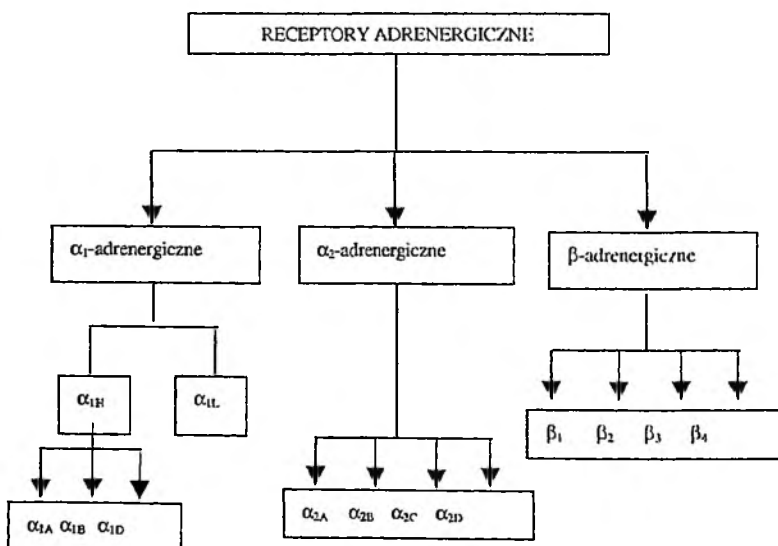 RECEPTORY ADRENERGICZNE
α₁-adrenergiczne
α₂-adrenergiczne
β-adrenergiczne
α₁H
α₁L
β₁ β₂ β₃ β₄
α₂A α₂B α₂C α₂D
α₁A α₁B α₁D